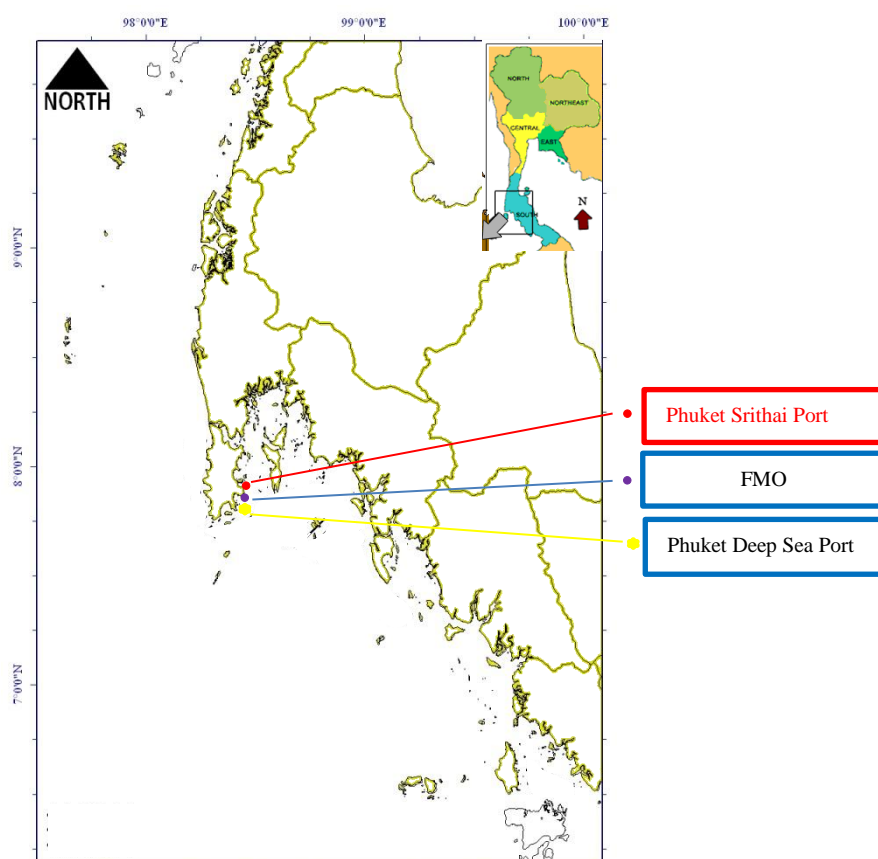 98°0'0"E 99°0'0"E 100°0'0"E
NORTH
NORTH
NORTHEAST
CENTRAL
EAST
SOUTH
N
9°0'0"N
8°0'0"N
7°0'0"N
Phuket Srithai Port
FMO
Phuket Deep Sea Port